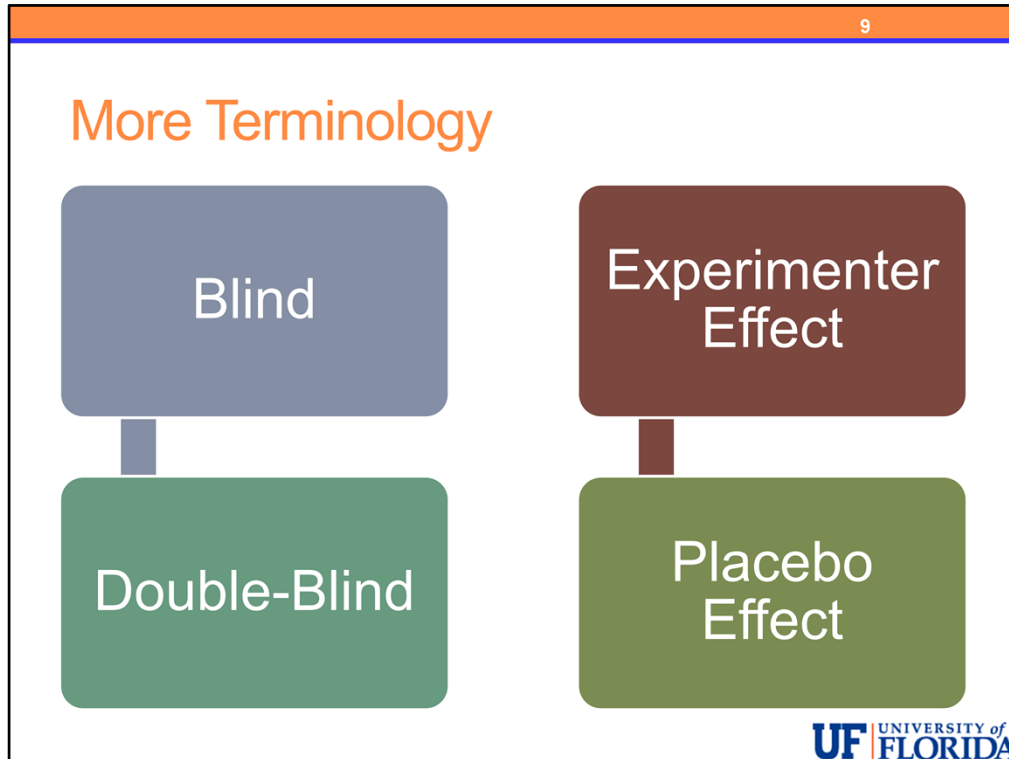 9
More Terminology
Blind
Experimenter
Effect
Double-Blind
Placebo
Effect
UF UNIVERSITY of
FLORIDA